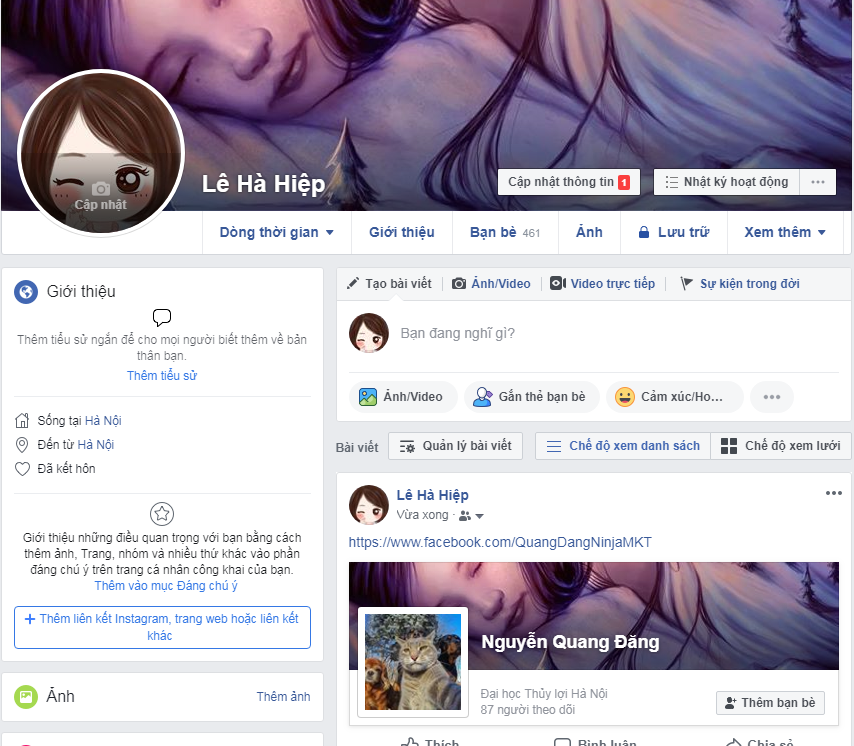 Cập nhật
Lê Hà Hiệp
Cập nhật thông tin 1
Nhật ký hoạt động
Dòng thời gian
Giới thiệu
Bạn bè 461
Ảnh
Lưu trữ
Xem thêm
Giới thiệu
Thêm tiểu sử ngắn để cho mọi người biết thêm về bản
thân bạn.
Thêm tiểu sử
Sống tại Hà Nội
Đến từ Hà Nội
Đã kết hôn
Giới thiệu những điều quan trọng với bạn bằng cách
thêm ảnh, Trang, nhóm và nhiều thứ khác vào phần
đáng chú ý trên trang cá nhân công khai của bạn.
Thêm vào mục Đáng chú ý
+ Thêm liên kết Instagram, trang web hoặc liên kết
khác
Ảnh
Thêm ảnh
Tạo bài viết
Ảnh/Video
Video trực tiếp
Sự kiện trong đời
Bạn đang nghĩ gì?
Ảnh/Video
Gắn thẻ bạn bè
Cảm xúc/Ho...
Bài viết
Quản lý bài viết
Chế độ xem danh sách
Chế độ xem lưới
Lê Hà Hiệp
Vừa xong ·
https://www.facebook.com/QuangDangNinjaMKT
Nguyễn Quang Đăng
Đại học Thủy lợi Hà Nội
87 người theo dõi
Thêm bạn bè
Thích
Bình luận
Chia sẻ